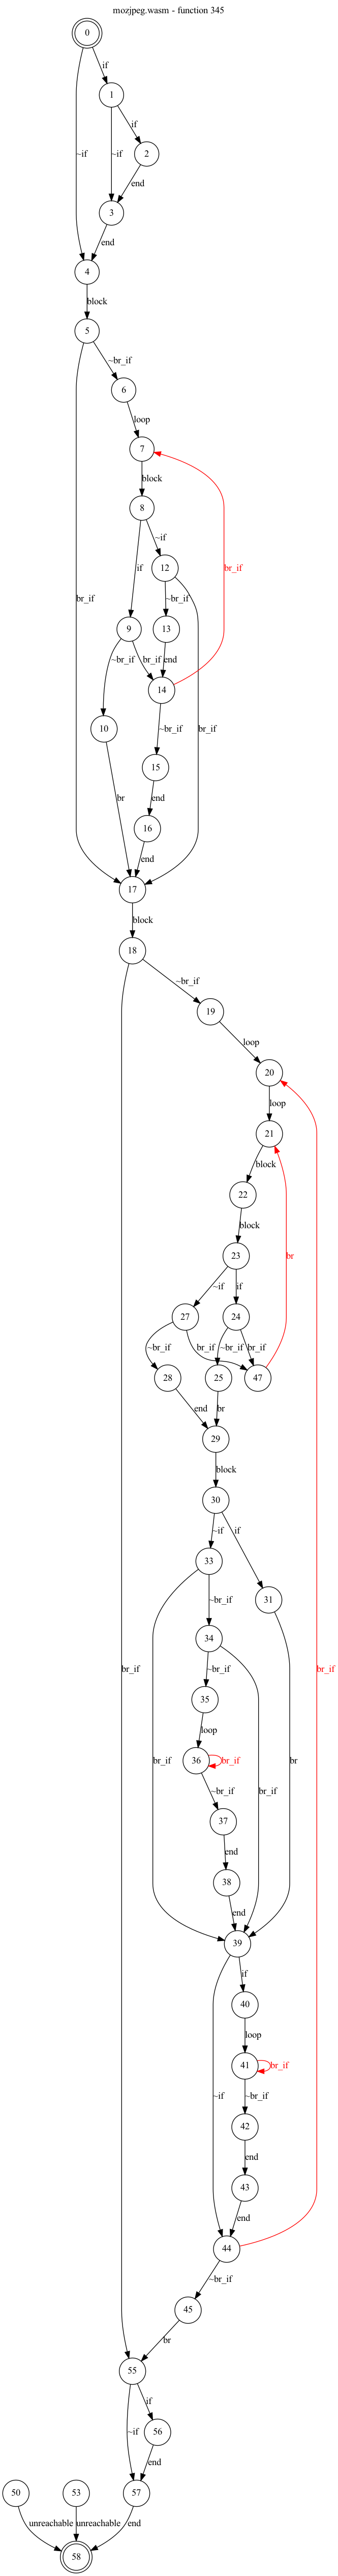 mozjpeg.wasm - function 345
0
if
1
~if
~if
if
2
end
3
end
4
block
5
~br_if
6
loop
7
block
8
~if
12
br_if
if
br_if
~br_if
9
13
~br_if
br_if
end
14
10
~br_if
br_if
15
br
end
16
end
17
block
18
~br_if
19
loop
20
loop
21
block
22
block
23
~if
if
br
27
24
~br_if
br_if
~br_if
br_if
28
25
47
end
br
29
block
30
~if
if
33
31
~br_if
34
~br_if
br_if
35
loop
br_if
br_if
br_if
br
36
br_if
~br_if
37
end
38
end
39
if
40
loop
~if
41
br_if
~br_if
42
end
43
end
44
~br_if
45
br
55
if
~if
56
end
50
53
57
unreachable
unreachable
end
58